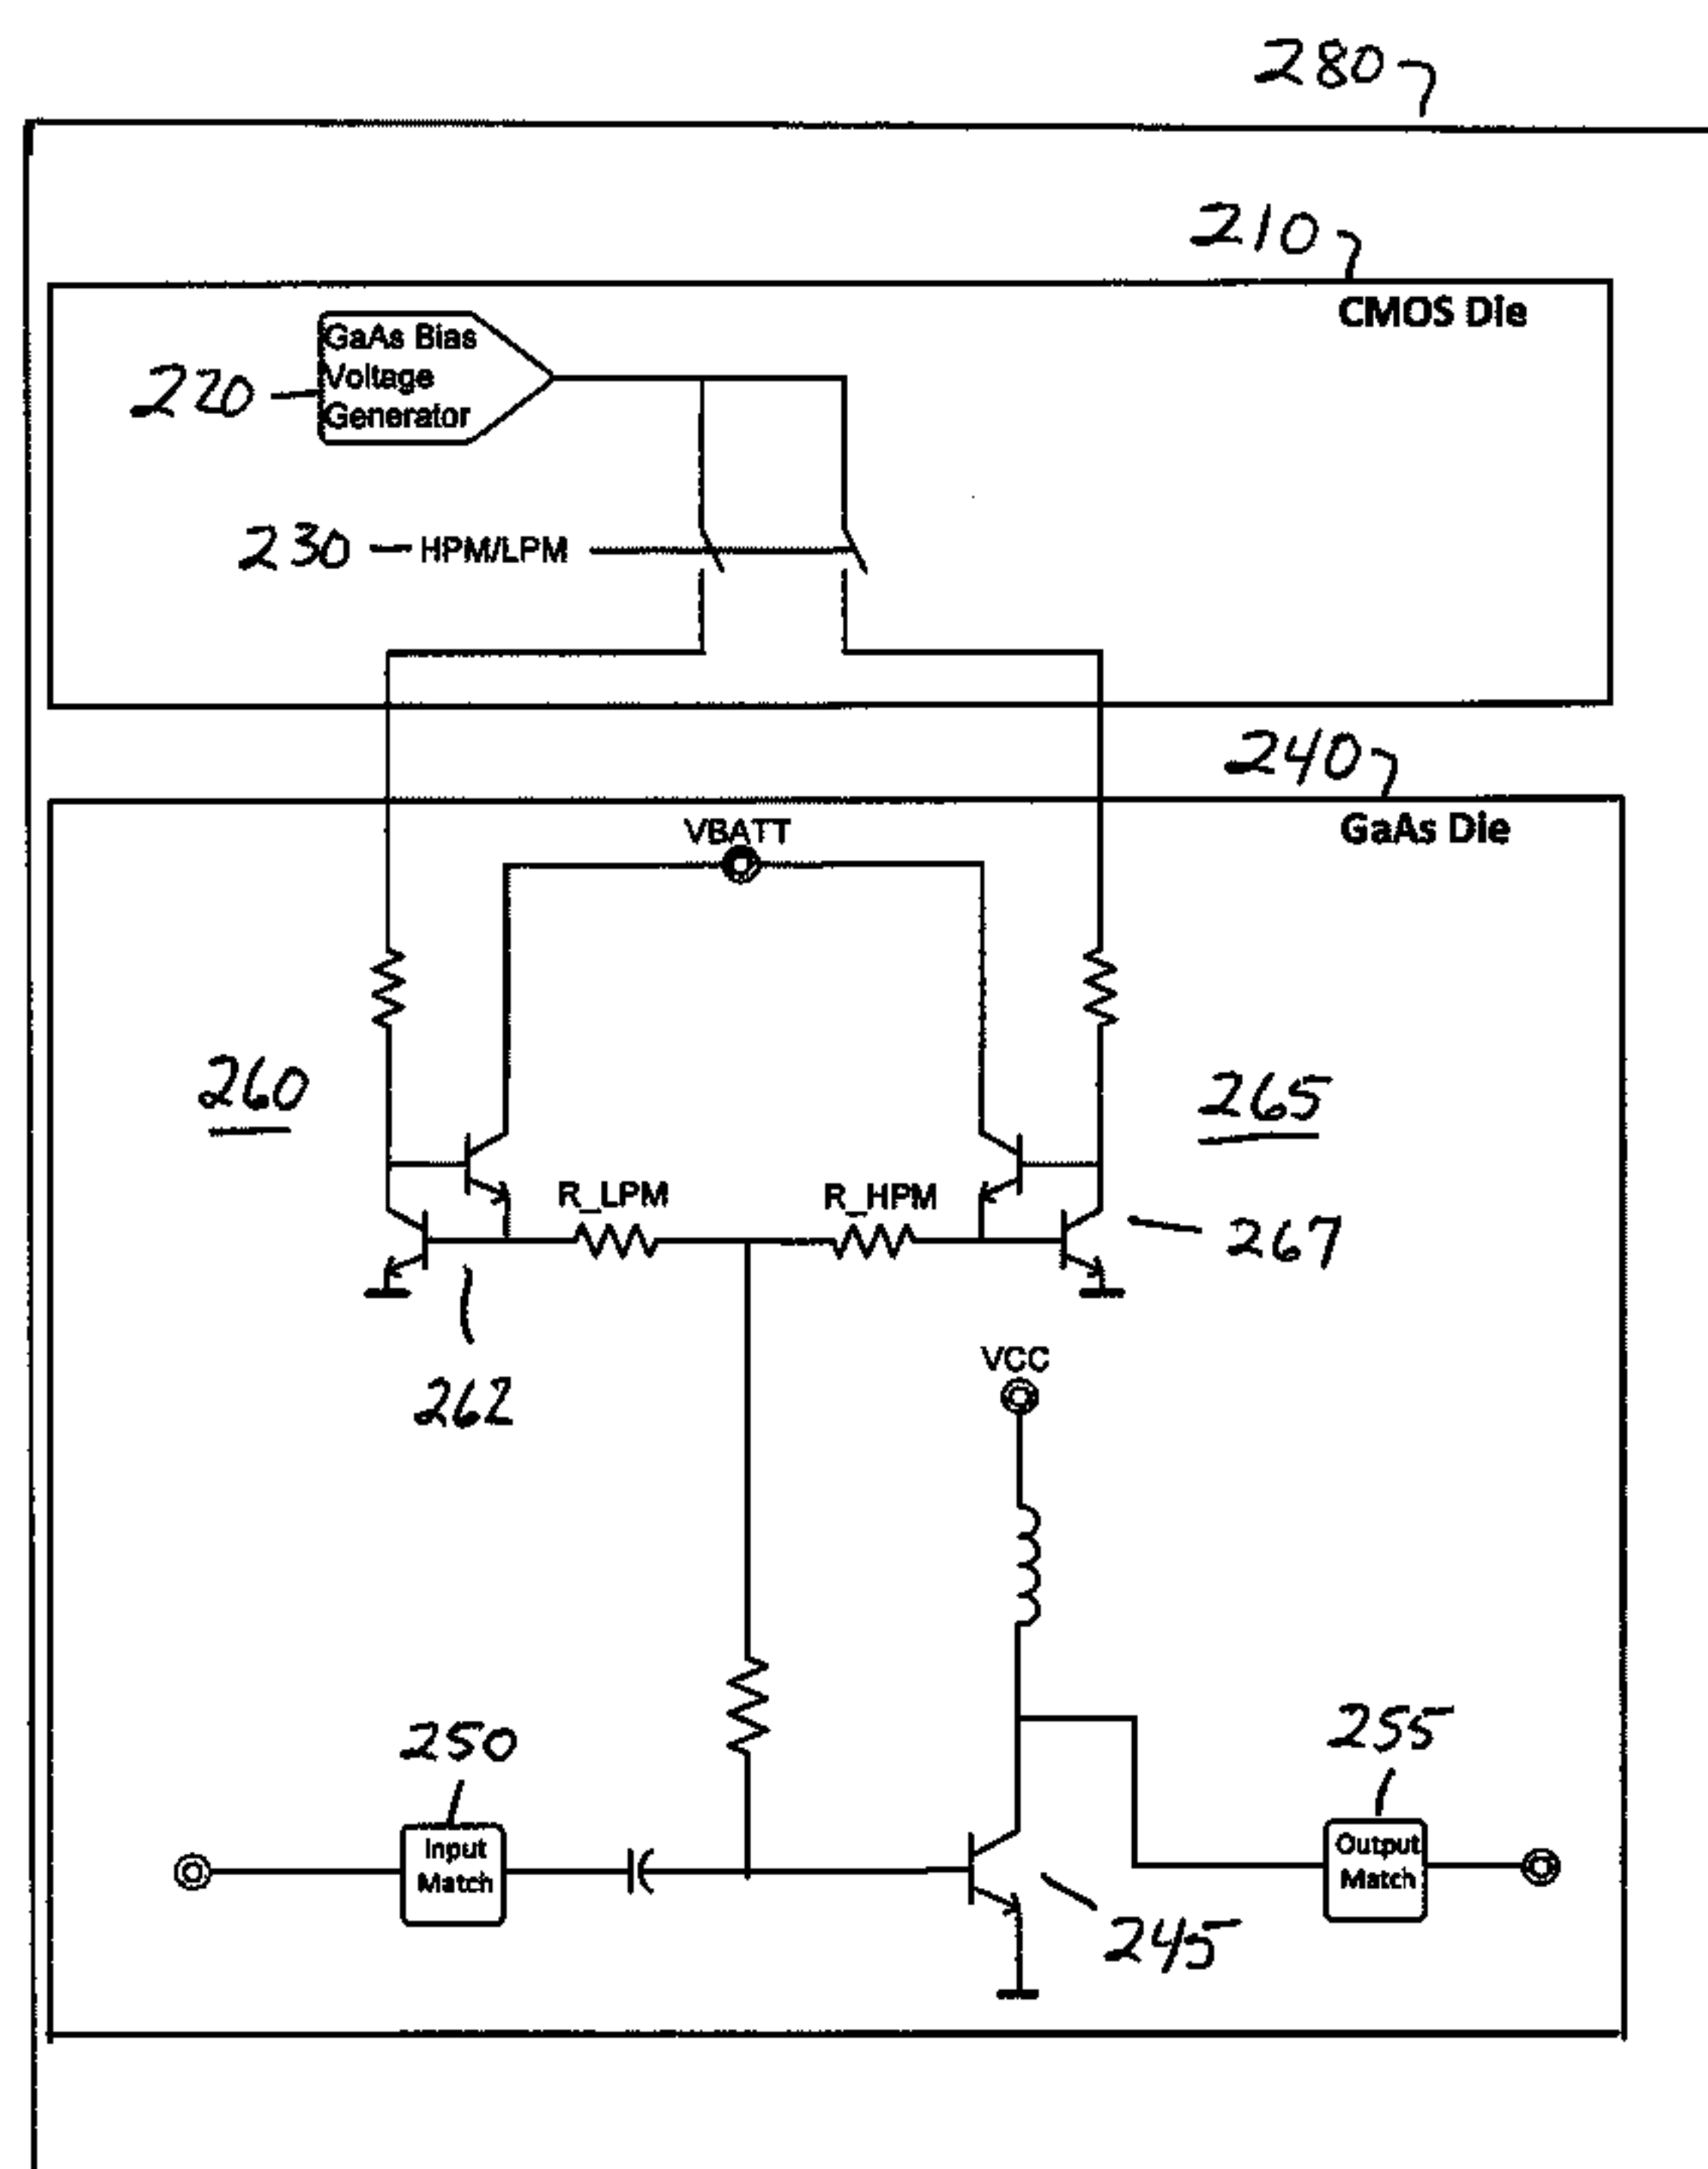 280
210
CMOS Die
GaAs Bias
Voltage
Generator
220
230
HPM/LPM
240
GaAs Die
VBATT
260
265
R_LPM
R_HPM
267
262
VCC
250
255
Input
Match
Output
Match
245